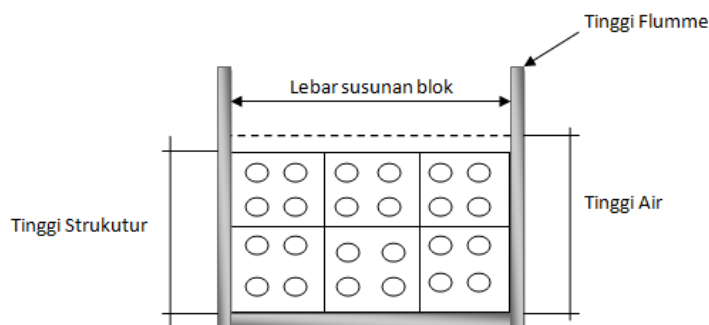 Tinggi Flumme
Lebar susunan blok
Tinggi Strukutur
Tinggi Air